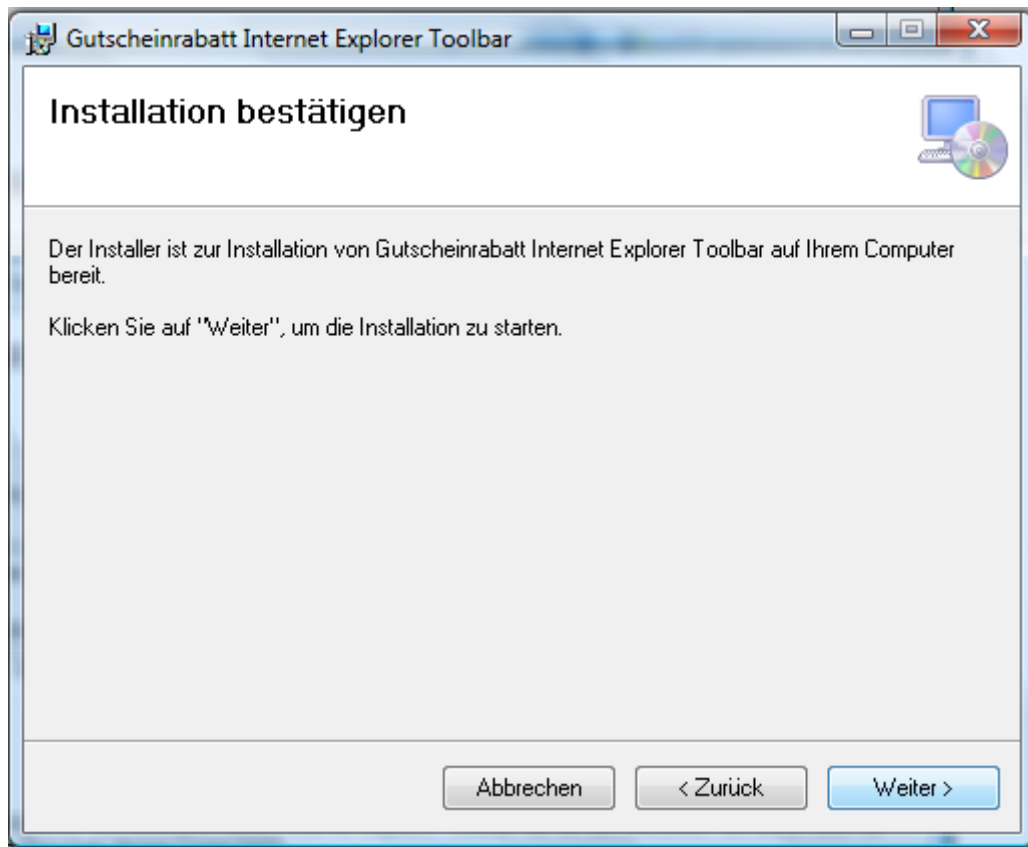 Gutscheinrabatt Internet Explorer Toolbar
Installation bestätigen
Der Installer ist zur Installation von Gutscheinrabatt Internet Explorer Toolbar auf Ihrem Computer
bereit.
Klicken Sie auf "Weiter", um die Installation zu starten.
Abbrechen
< Zurück
Weiter >